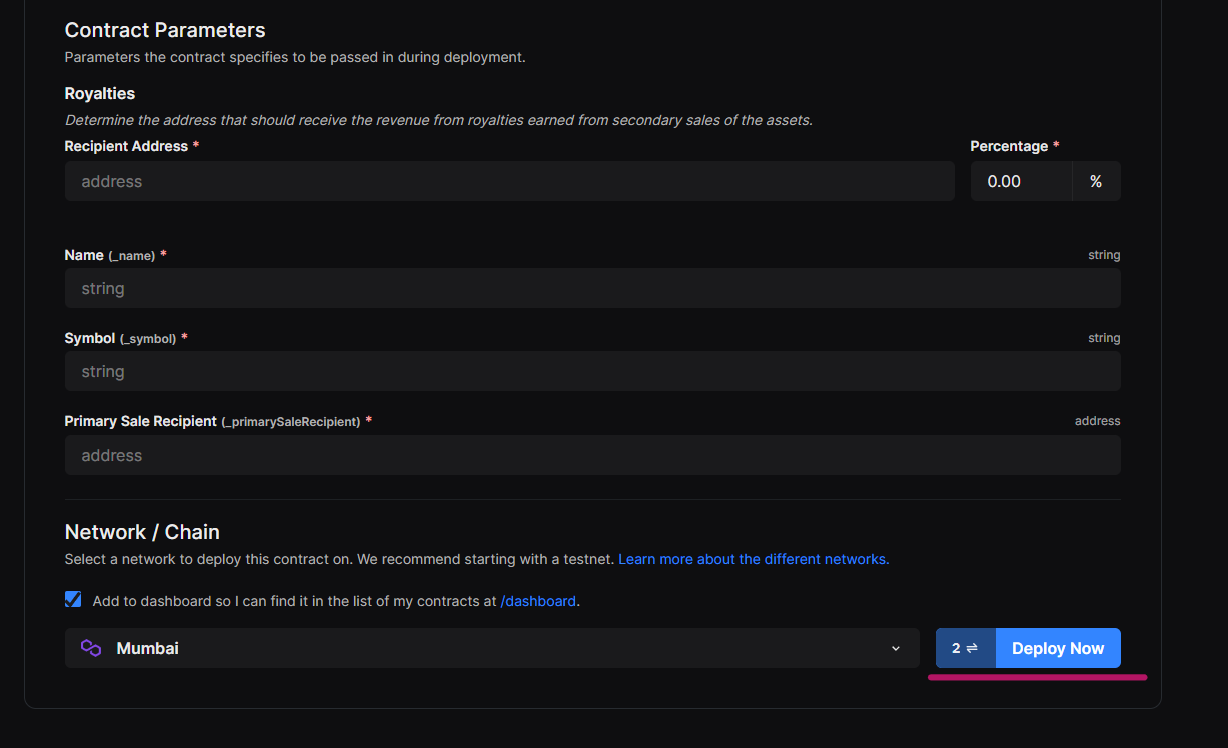 Contract Parameters
Parameters the contract specifies to be passed in during deployment.
Royalties
Determine the address that should receive the revenue from royalties earned from secondary sales of the assets.
Recipient Address * Percentage *
address 0.00 %
Name (_name) * string
string
Symbol (_symbol) * string
string
Primary Sale Recipient (_primarySaleRecipient) * address
address
Network / Chain
Select a network to deploy this contract on. We recommend starting with a testnet. Learn more about the different networks.
Add to dashboard so I can find it in the list of my contracts at /dashboard.
Mumbai 2 ⇌ Deploy Now